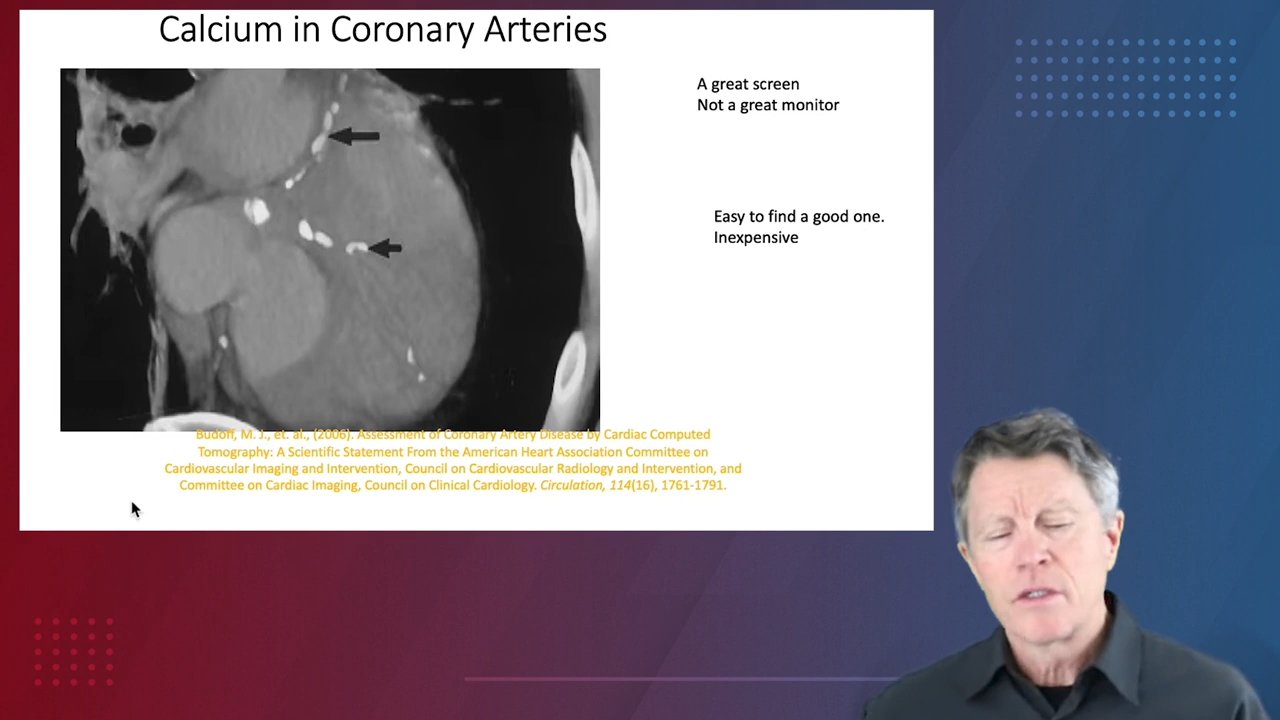 Calcium in Coronary Arteries
A great screen
Not a great monitor
Easy to find a good one.
Inexpensive
Budoff, M. J., et. al., (2006). Assessment of Coronary Artery Disease by Cardiac Computed
Tomography: A Scientific Statement From the American Heart Association Committee on
Cardiovascular Imaging and Intervention, Council on Cardiovascular Radiology and Intervention, and
Committee on Cardiac Imaging, Council on Clinical Cardiology. Circulation, 114(16), 1761-1791.